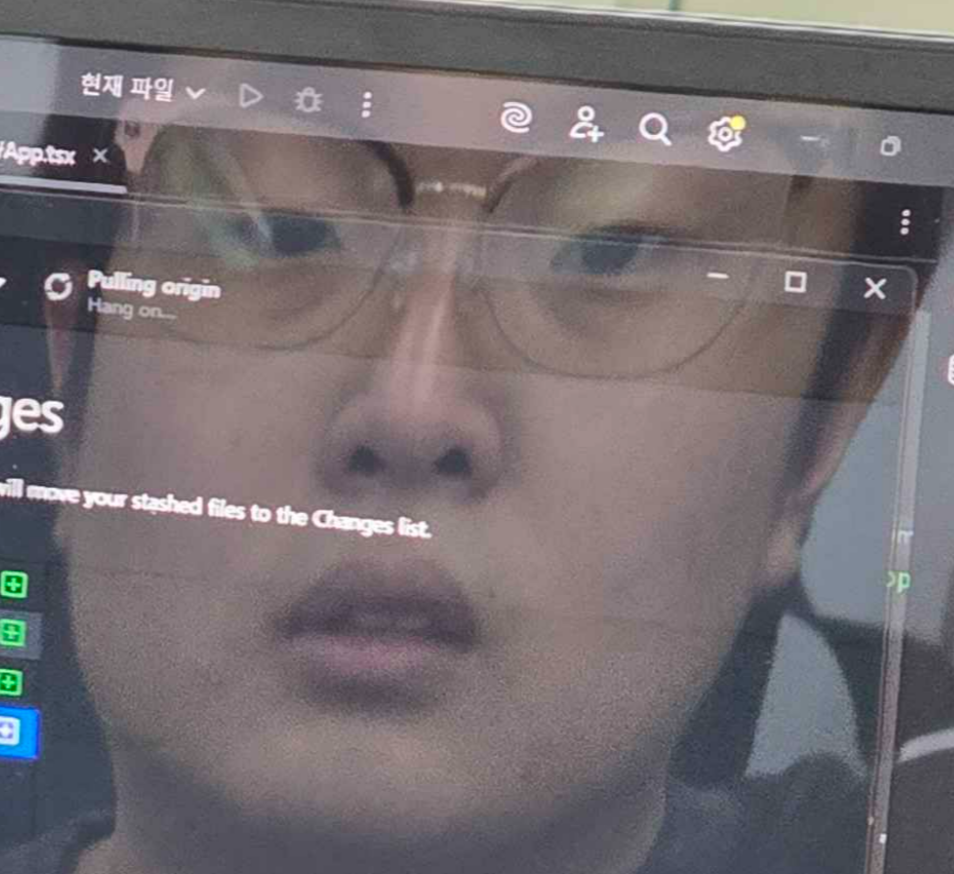 현재 파일
App.tsx
Pulling origin
Hang on...
ges
will move your stashed files to the Changes list.